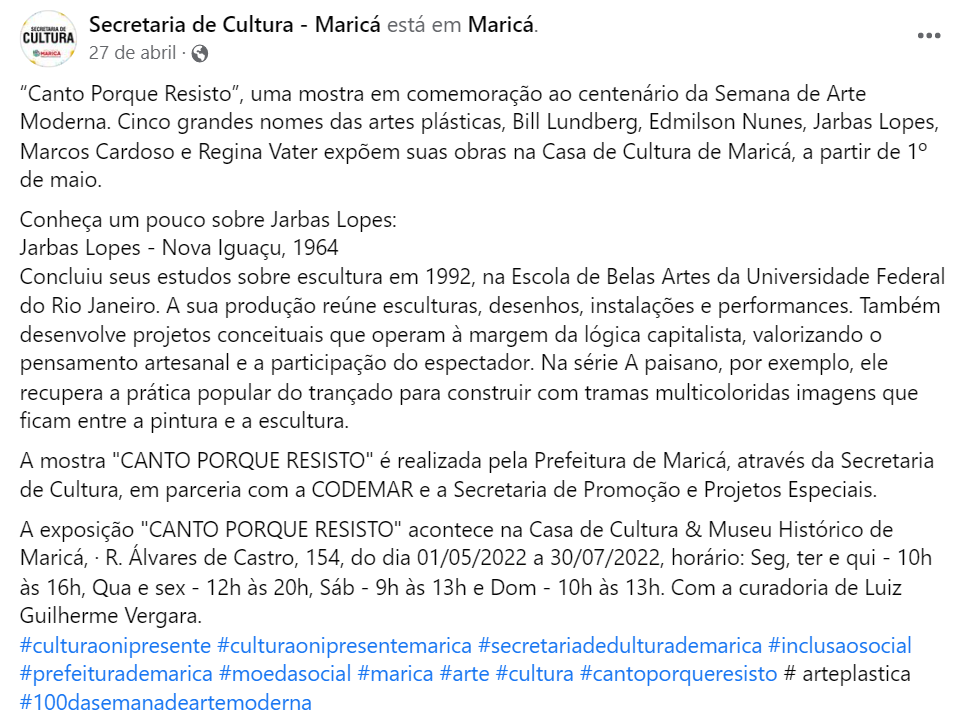 SECRETARIA DE
CULTURA
MARICÁ
Secretaria de Cultura - Maricá está em Maricá.
27 de abril ·
“Canto Porque Resisto”, uma mostra em comemoração ao centenário da Semana de Arte
Moderna. Cinco grandes nomes das artes plásticas, Bill Lundberg, Edmilson Nunes, Jarbas Lopes,
Marcos Cardoso e Regina Vater expõem suas obras na Casa de Cultura de Maricá, a partir de 1º
de maio.
Conheça um pouco sobre Jarbas Lopes:
Jarbas Lopes - Nova Iguaçu, 1964
Concluiu seus estudos sobre escultura em 1992, na Escola de Belas Artes da Universidade Federal
do Rio Janeiro. A sua produção reúne esculturas, desenhos, instalações e performances. Também
desenvolve projetos conceituais que operam à margem da lógica capitalista, valorizando o
pensamento artesanal e a participação do espectador. Na série A paisano, por exemplo, ele
recupera a prática popular do trançado para construir com tramas multicoloridas imagens que
ficam entre a pintura e a escultura.
A mostra "CANTO PORQUE RESISTO" é realizada pela Prefeitura de Maricá, através da Secretaria
de Cultura, em parceria com a CODEMAR e a Secretaria de Promoção e Projetos Especiais.
A exposição "CANTO PORQUE RESISTO" acontece na Casa de Cultura & Museu Histórico de
Maricá, · R. Álvares de Castro, 154, do dia 01/05/2022 a 30/07/2022, horário: Seg, ter e qui - 10h
às 16h, Qua e sex - 12h às 20h, Sáb - 9h às 13h e Dom - 10h às 13h. Com a curadoria de Luiz
Guilherme Vergara.
#culturaonipresente #culturaonipresentemarica #secretariadedulturademarica #inclusaosocial
#prefeiturademarica #moedasocial #marica #arte #cultura #cantoporqueresisto # arteplastica
#100dasemanadeartemoderna